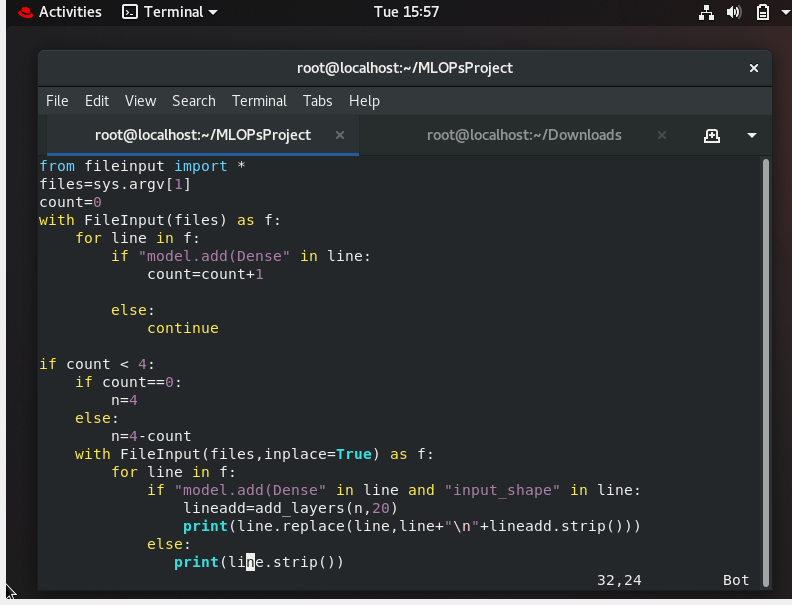 Activities Terminal Tue 15:57
root@localhost:~/MLOPsProject
File Edit View Search Terminal Tabs Help
root@localhost:~/MLOPsProject × root@localhost:~/Downloads ×
from fileinput import *
files=sys.argv[1]
count=0
with FileInput(files) as f:
    for line in f:
        if "model.add(Dense" in line:
            count=count+1
        else:
            continue
if count < 4:
    if count==0:
        n=4
    else:
        n=4-count
    with FileInput(files,inplace=True) as f:
        for line in f:
            if "model.add(Dense" in line and "input_shape" in line:
                lineadd=add_layers(n,20)
                print(line.replace(line,line+"\n"+lineadd.strip()))
            else:
               print(line.strip())
32,24 Bot